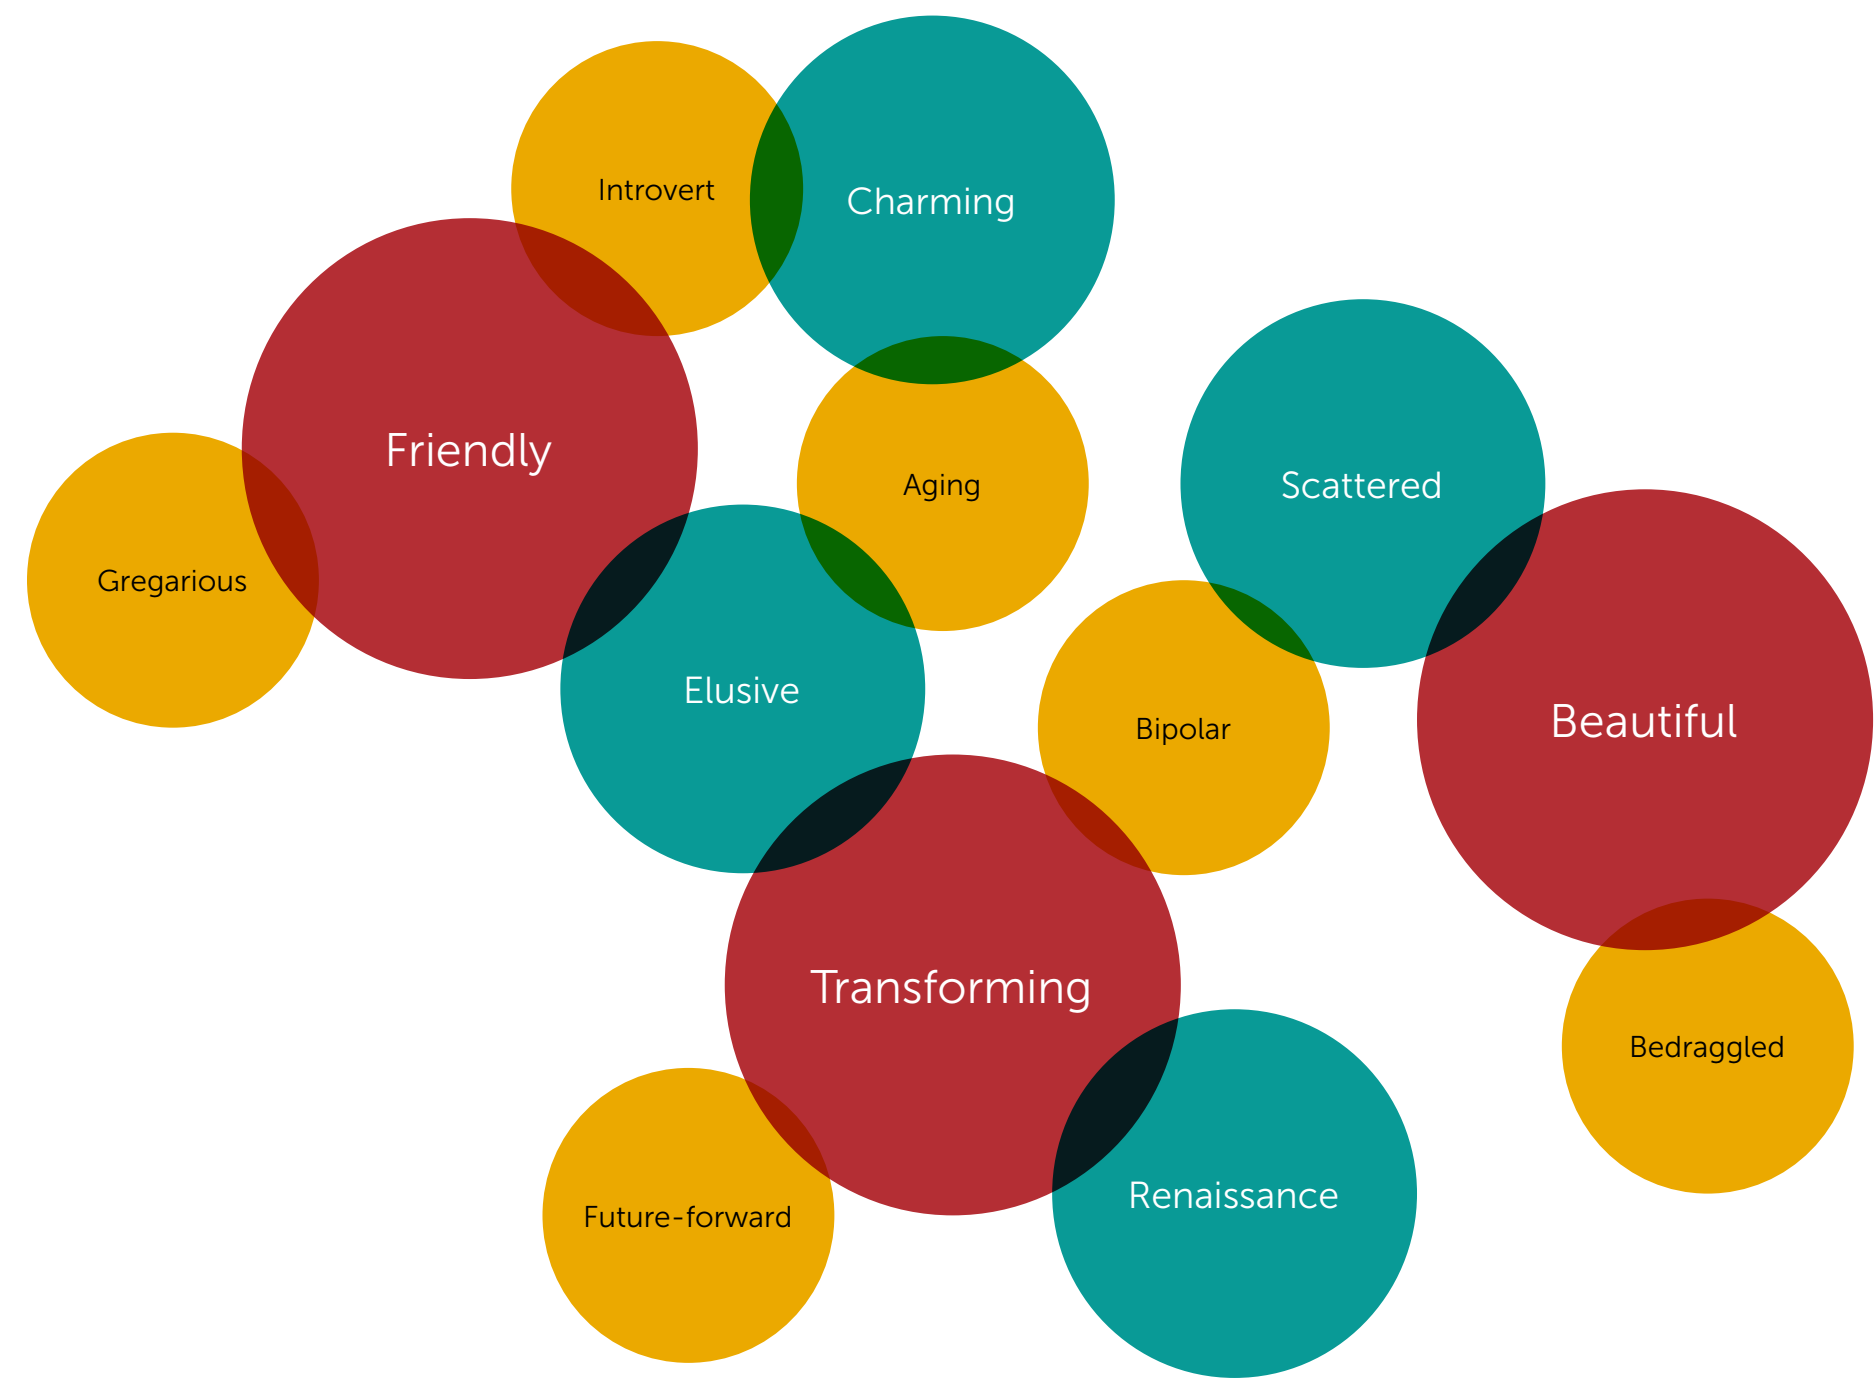 Introvert
Charming
Friendly
Aging
Scattered
Gregarious
Elusive
Bipolar
Beautiful
Transforming
Bedraggled
Renaissance
Future-forward